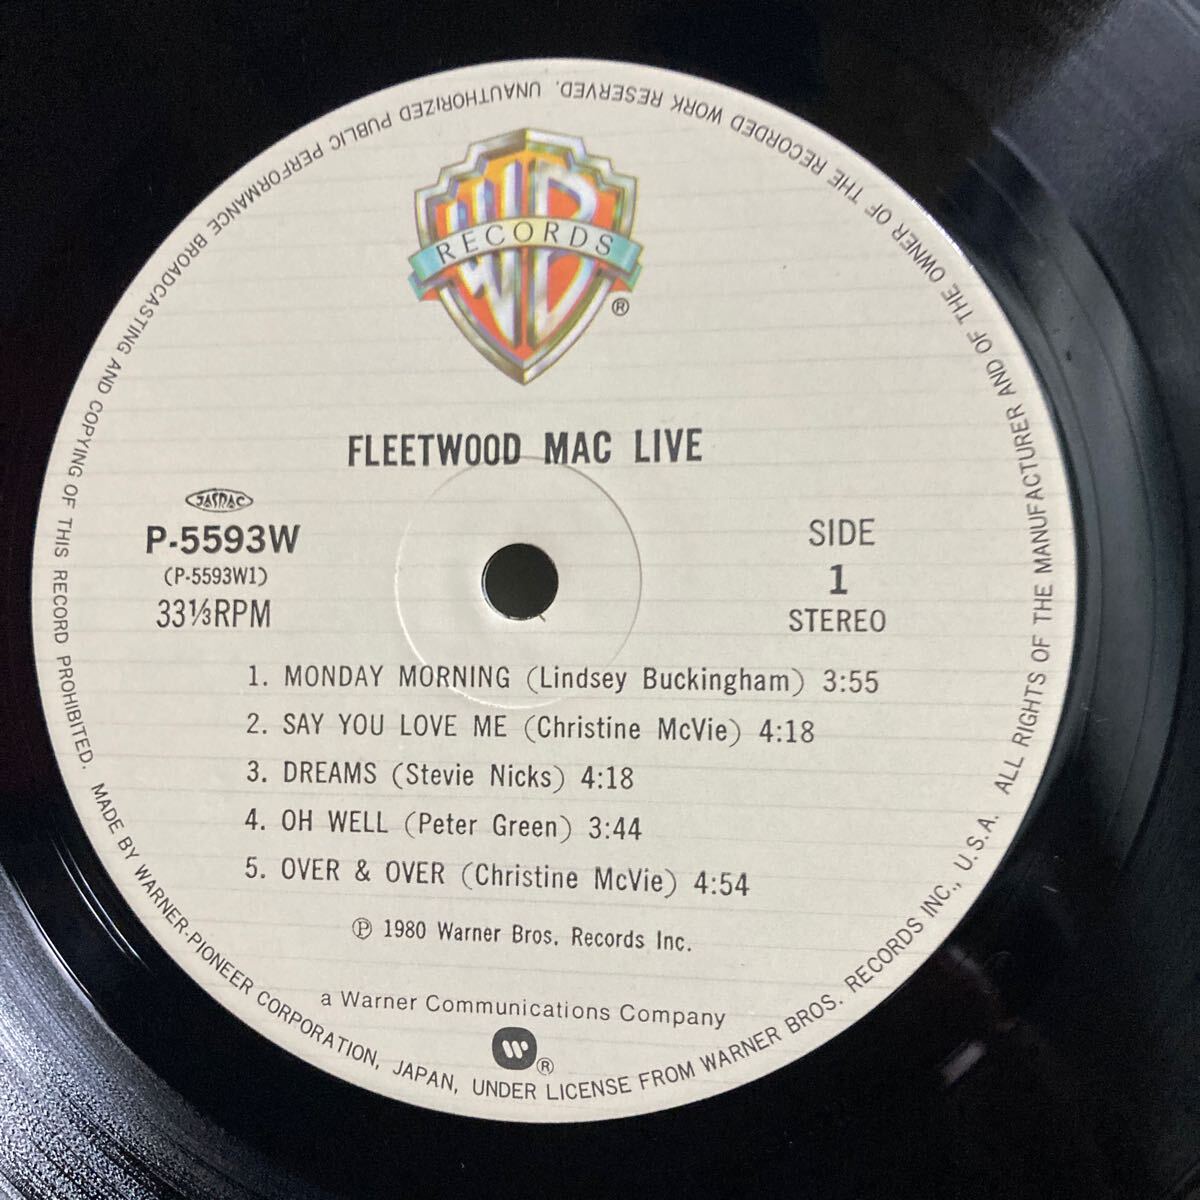 WB
RECORDS
®
FLEETWOOD MAC LIVE
JASRAC
P-5593W
(P-5593W1)
33⅓RPM
SIDE
1
STEREO
1. MONDAY MORNING (Lindsey Buckingham) 3:55
2. SAY YOU LOVE ME (Christine McVie) 4:18
3. DREAMS (Stevie Nicks) 4:18
4. OH WELL (Peter Green) 3:44
5. OVER & OVER (Christine McVie) 4:54
℗ 1980 Warner Bros. Records Inc.
a Warner Communications Company
W®
MADE BY WARNER-PIONEER CORPORATION, JAPAN, UNDER LICENSE FROM WARNER BROS. RECORDS INC., U.S.A. ALL RIGHTS OF THE MANUFACTURER AND OF THE OWNER OF THE RECORDED WORK RESERVED. UNAUTHORIZED PUBLIC PERFORMANCE BROADCASTING AND COPYING OF THIS RECORD PROHIBITED.